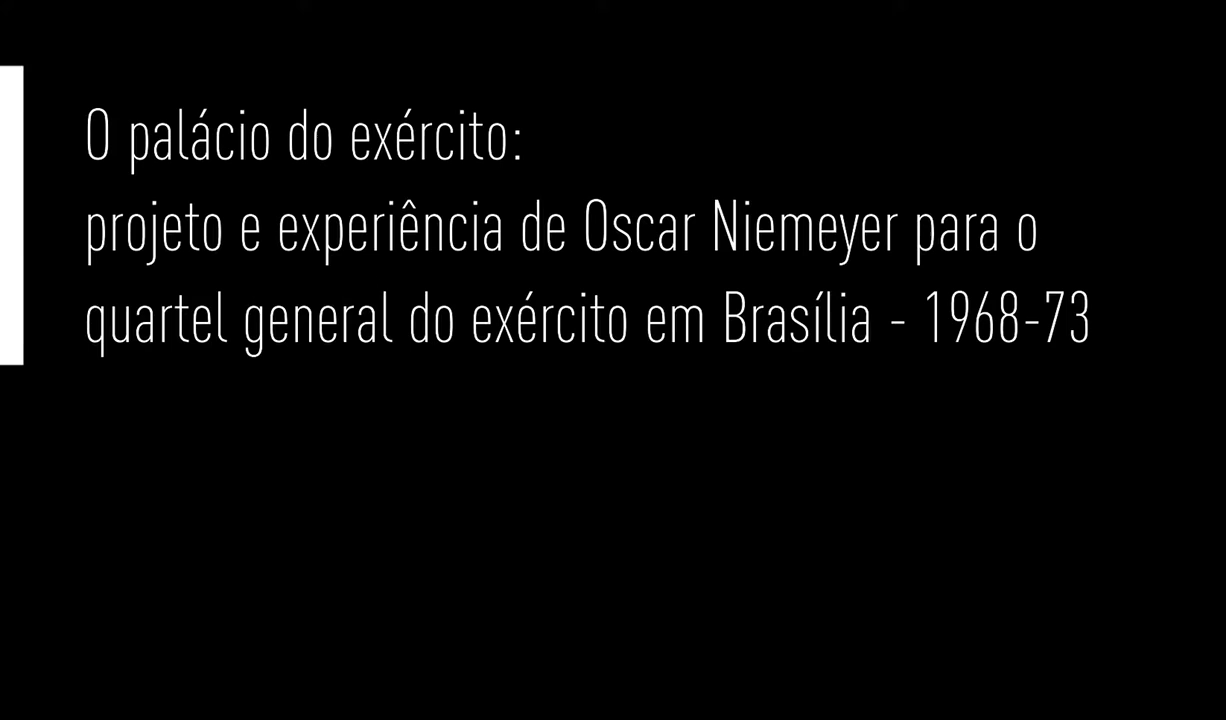 O palácio do exército:
projeto e experiência de Oscar Niemeyer para o
quartel general do exército em Brasília - 1968-73